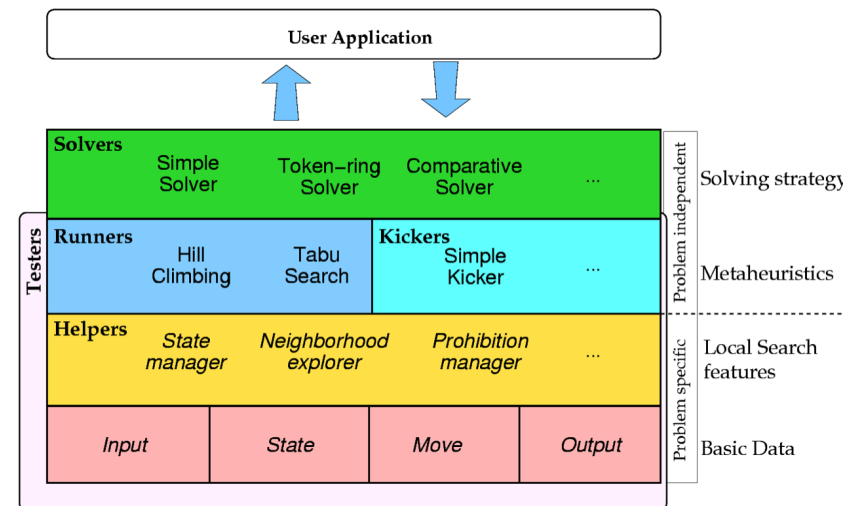 User Application
Solvers
Simple
Solver
Token–ring
Solver
Comparative
Solver
...
Solving strategy
Problem independent
Testers
Runners
Hill
Climbing
Tabu
Search
Kickers
Simple
Kicker
...
Metaheuristics
Helpers
State
manager
Neighborhood
explorer
Prohibition
manager
...
Local Search
features
Problem specific
Input
State
Move
Output
Basic Data